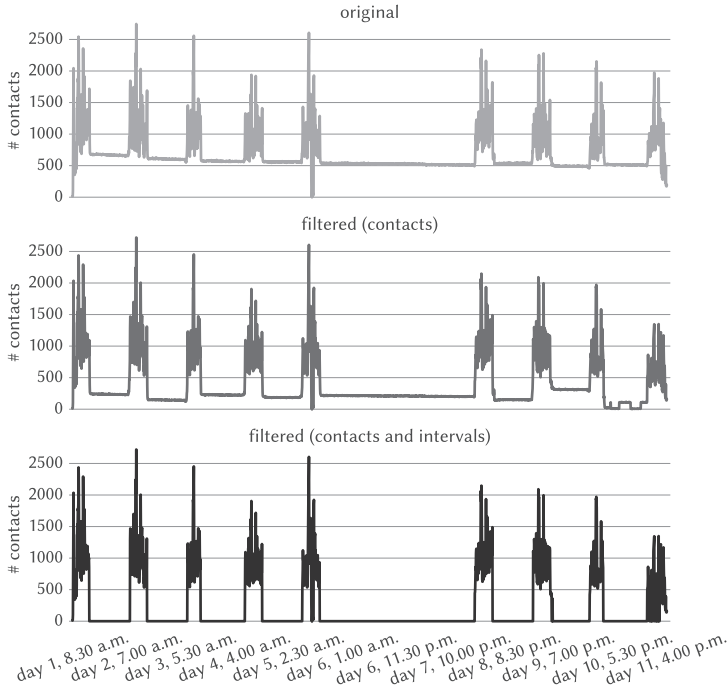 original
2500
2000
1500
1000
500
0
# contacts
filtered (contacts)
2500
2000
1500
1000
500
0
# contacts
filtered (contacts and intervals)
2500
2000
1500
1000
500
0
# contacts
day 1, 8.30 a.m.
day 2, 7.00 a.m.
day 3, 5.30 a.m.
day 4, 4.00 a.m.
day 5, 2.30 a.m.
day 6, 1.00 a.m.
day 6, 11.30 p.m.
day 7, 10.00 p.m.
day 8, 8.30 p.m.
day 9, 7.00 p.m.
day 10, 5.30 p.m.
day 11, 4.00 p.m.